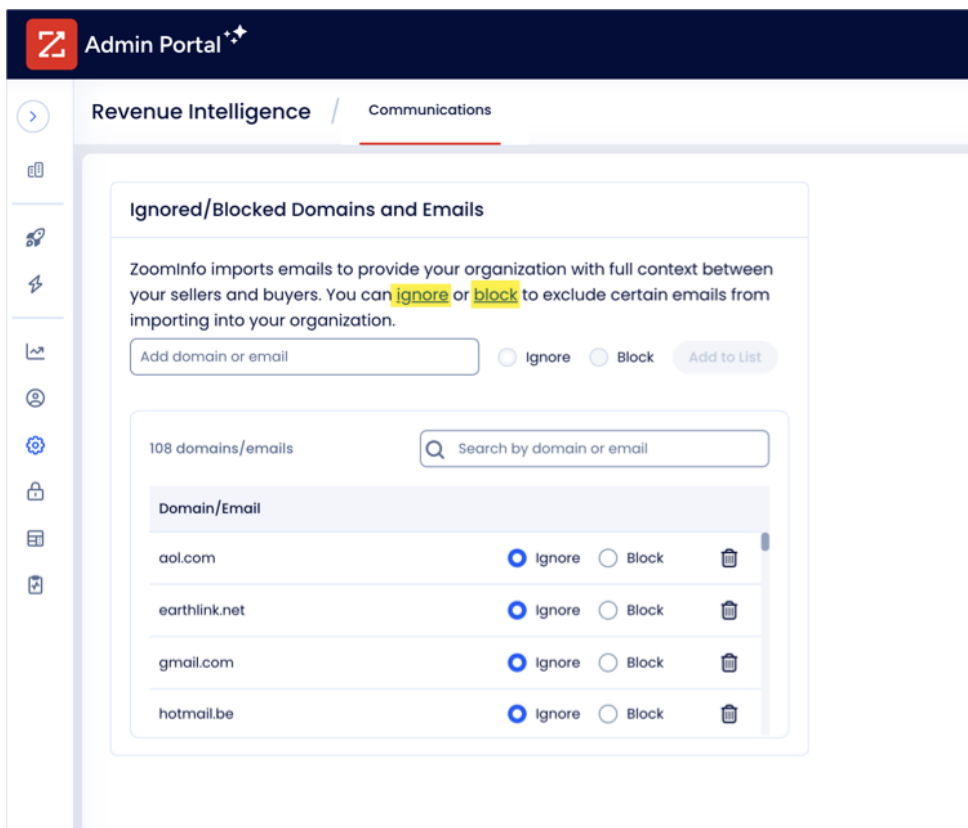 Admin Portal
Revenue Intelligence / Communications
Ignored/Blocked Domains and Emails
ZoomInfo imports emails to provide your organization with full context between
your sellers and buyers. You can ignore or block to exclude certain emails from
importing into your organization.
Add domain or email Ignore Block Add to List
108 domains/emails Search by domain or email
Domain/Email
aol.com Ignore Block
earthlink.net Ignore Block
gmail.com Ignore Block
hotmail.be Ignore Block